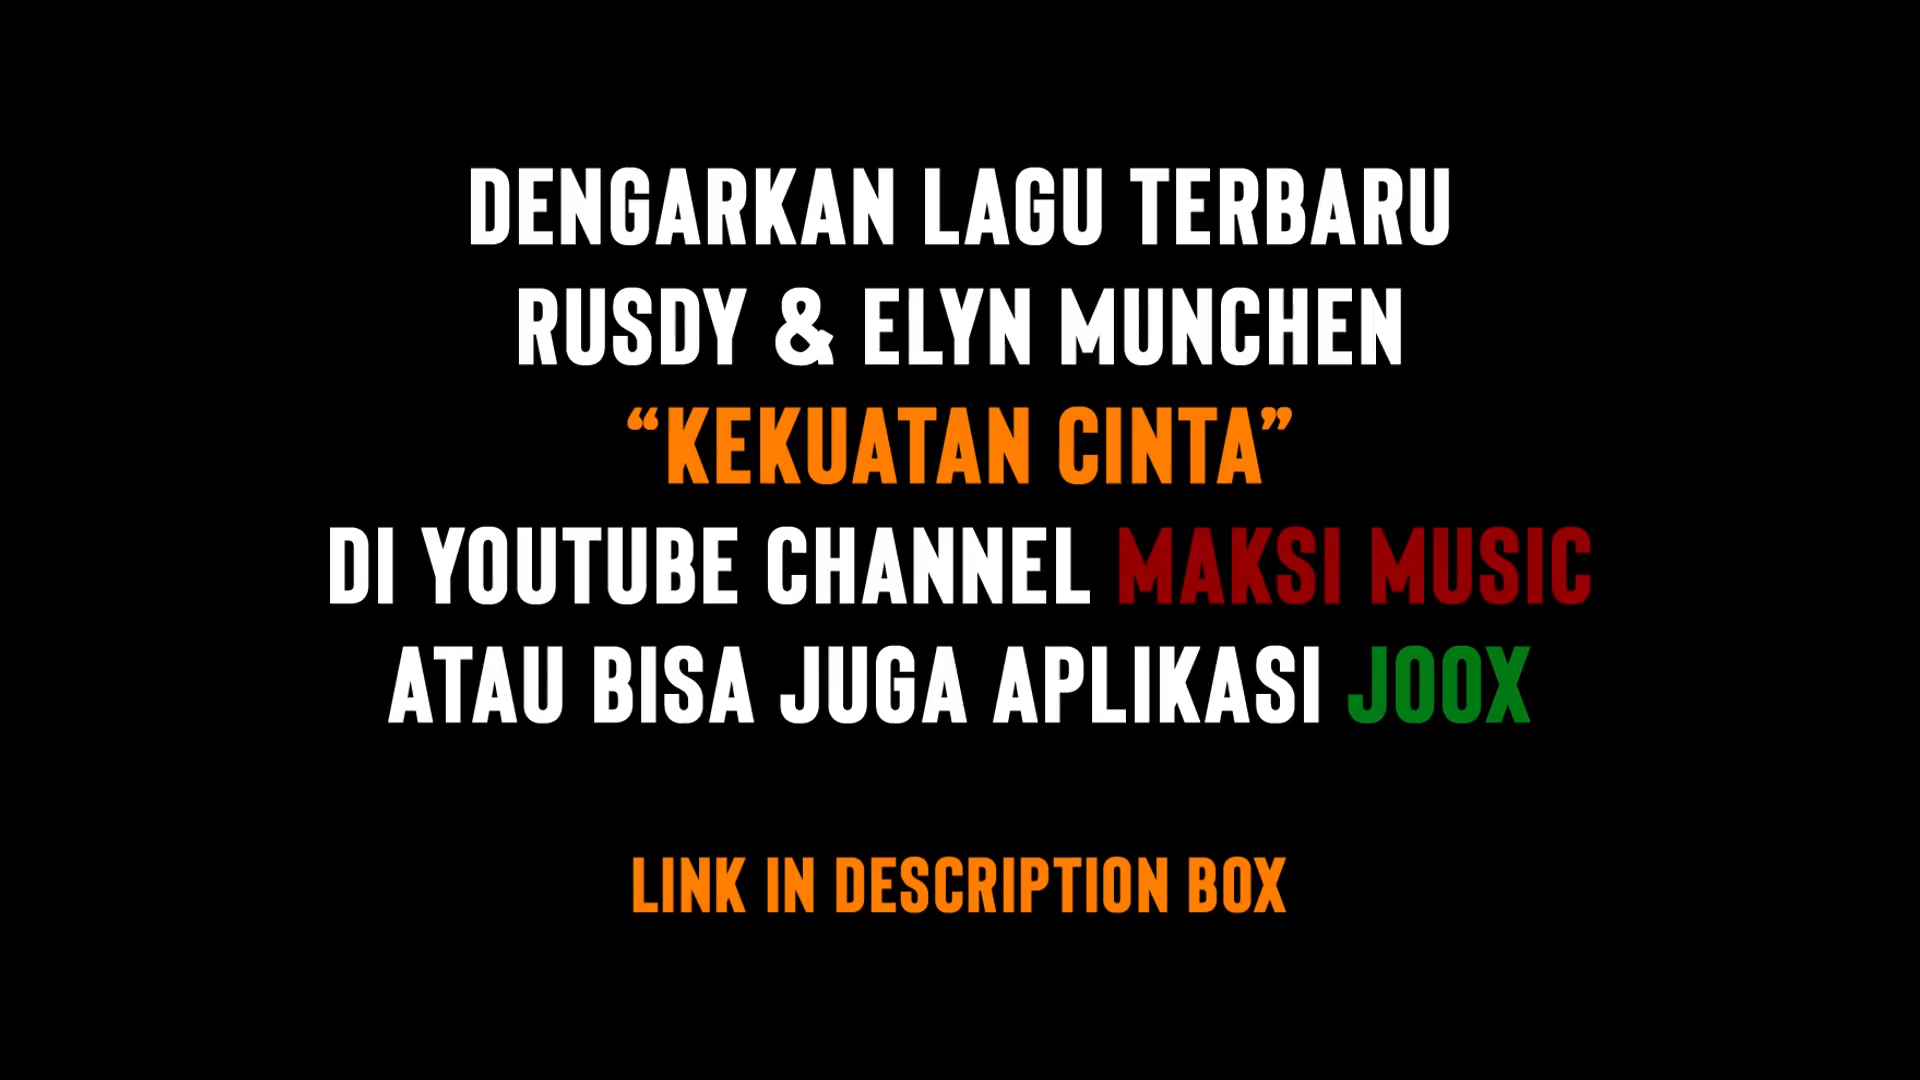 DENGARKAN LAGU TERBARU
RUSDY & ELYN MUNCHEN
“KEKUATAN CINTA”
DI YOUTUBE CHANNEL MAKSI MUSIC
ATAU BISA JUGA APLIKASI JOOX
LINK IN DESCRIPTION BOX